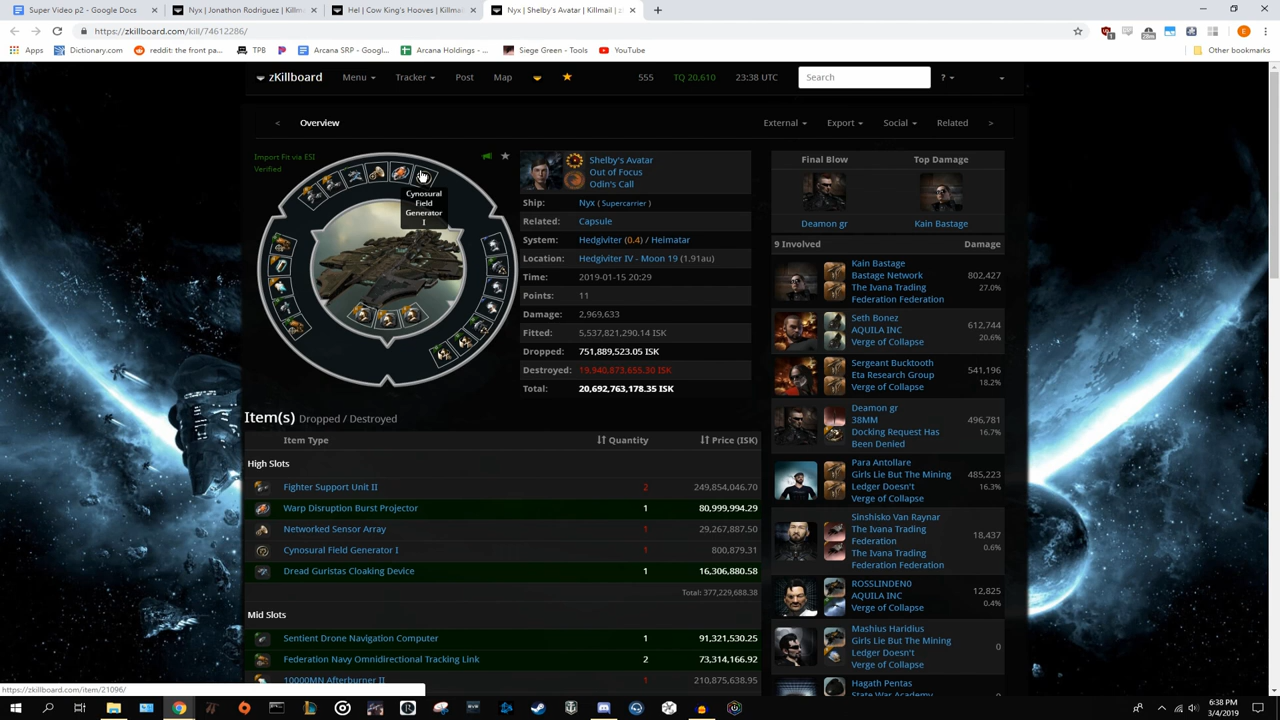 Super Video p2 - Google Docs
Nyx | Jonathon Rodriguez | Killm
Hel | Cow King's Hooves | Killmail
Nyx | Shelby's Avatar | Killmail | z
https://zkillboard.com/kill/74612286/
Apps
Dictionary.com
reddit: the front pa...
TPB
Arcana SRP - Googl...
Arcana Holdings - ...
Siege Green - Tools
YouTube
Other bookmarks
zKillboard
Menu
Tracker
Post
Map
555
TQ 20,610
23:38 UTC
Search
?
< Overview
External
Export
Social
Related
>
Import Fit via ESI
Verified
Cynosural
Field
Generator
I
Shelby's Avatar
Out of Focus
Odin's Call
Ship: Nyx ( Supercarrier )
Related: Capsule
System: Hedgiviter (0.4) / Heimatar
Location: Hedgiviter IV - Moon 19 (1.91au)
Time: 2019-01-15 20:29
Points: 11
Damage: 2,969,633
Fitted: 5,537,821,290.14 ISK
Dropped: 751,889,523.05 ISK
Destroyed: 19,940,873,655.30 ISK
Total: 20,692,763,178.35 ISK
Item(s) Dropped / Destroyed
Item Type Quantity Price (ISK)
High Slots
Fighter Support Unit II 2 249,854,046.70
Warp Disruption Burst Projector 1 80,999,994.29
Networked Sensor Array 1 29,267,887.50
Cynosural Field Generator I 1 800,879.31
Dread Guristas Cloaking Device 1 16,306,880.58
Total: 377,229,688.38
Mid Slots
Sentient Drone Navigation Computer 1 91,321,530.25
Federation Navy Omnidirectional Tracking Link 2 73,314,166.92
10000MN Afterburner II 1 210,875,638.95
Final Blow Top Damage
Deamon gr Kain Bastage
9 Involved Damage
Kain Bastage
Bastage Network
The Ivana Trading
Federation Federation
802,427
27.0%
Seth Bonez
AQUILA INC
Verge of Collapse
612,744
20.6%
Sergeant Bucktooth
Eta Research Group
Verge of Collapse
541,196
18.2%
Deamon gr
38MM
Docking Request Has
Been Denied
496,781
16.7%
Para Antollare
Girls Lie But The Mining
Ledger Doesn't
Verge of Collapse
485,223
16.3%
Sinshisko Van Raynar
The Ivana Trading
Federation
The Ivana Trading
Federation Federation
18,437
0.6%
ROSSLINDEN0
AQUILA INC
Verge of Collapse
12,825
0.4%
Mashius Haridius
Girls Lie But The Mining
Ledger Doesn't
Verge of Collapse
0
Hagath Pentas
State War Academy
https://zkillboard.com/item/21096/
6:38 PM
3/4/2019